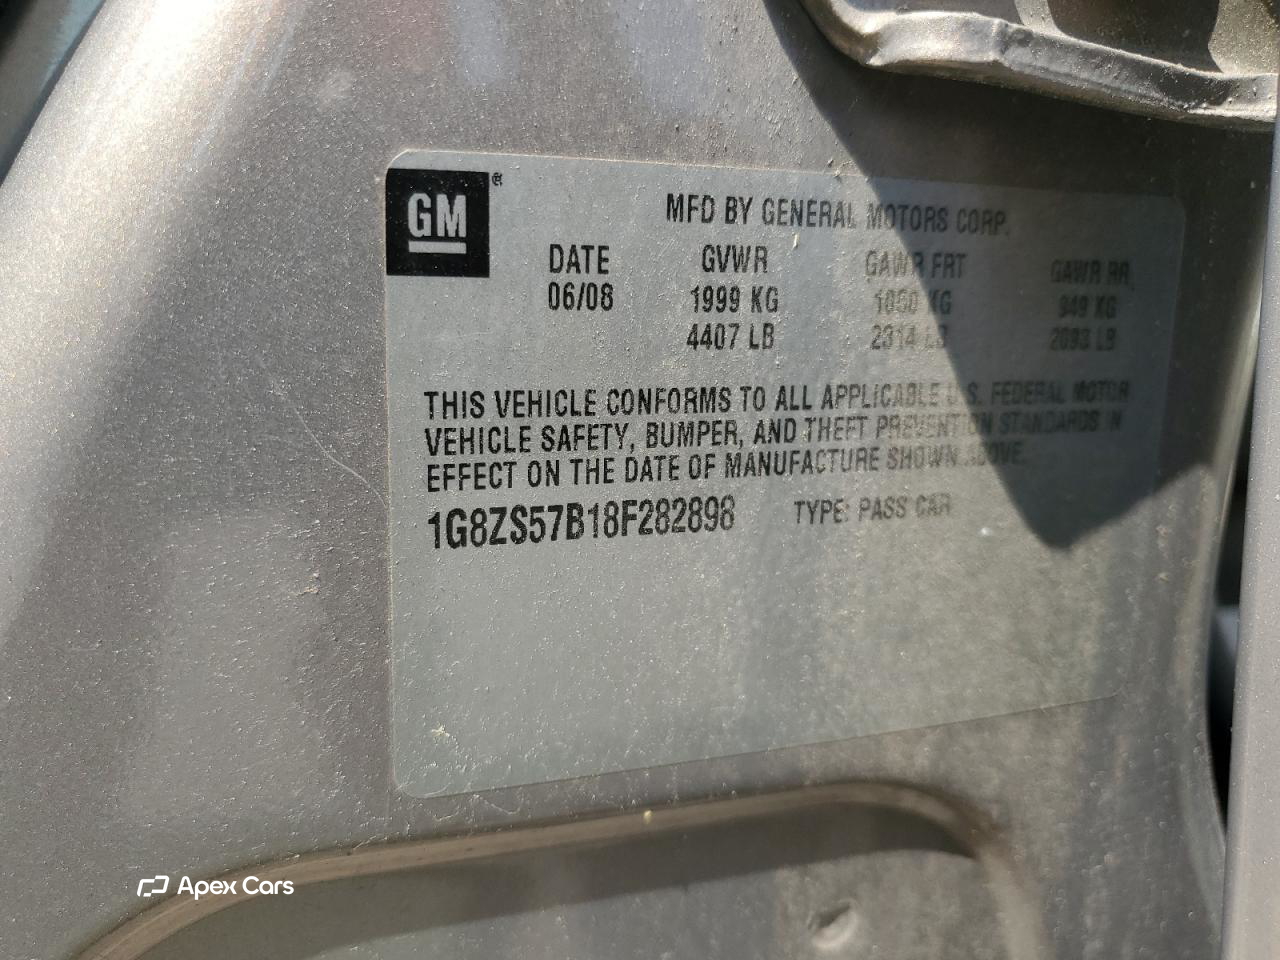 GM ®
MFD BY GENERAL MOTORS CORP.
DATE GVWR GAWR FRT GAWR RR
06/08 1999 KG 1050 KG 949 KG
4407 LB 2314 LB 2093 LB
THIS VEHICLE CONFORMS TO ALL APPLICABLE U.S. FEDERAL MOTOR
VEHICLE SAFETY, BUMPER, AND THEFT PREVENTION STANDARDS IN
EFFECT ON THE DATE OF MANUFACTURE SHOWN ABOVE.
1G8ZS57B18F282898 TYPE: PASS CAR
Apex Cars